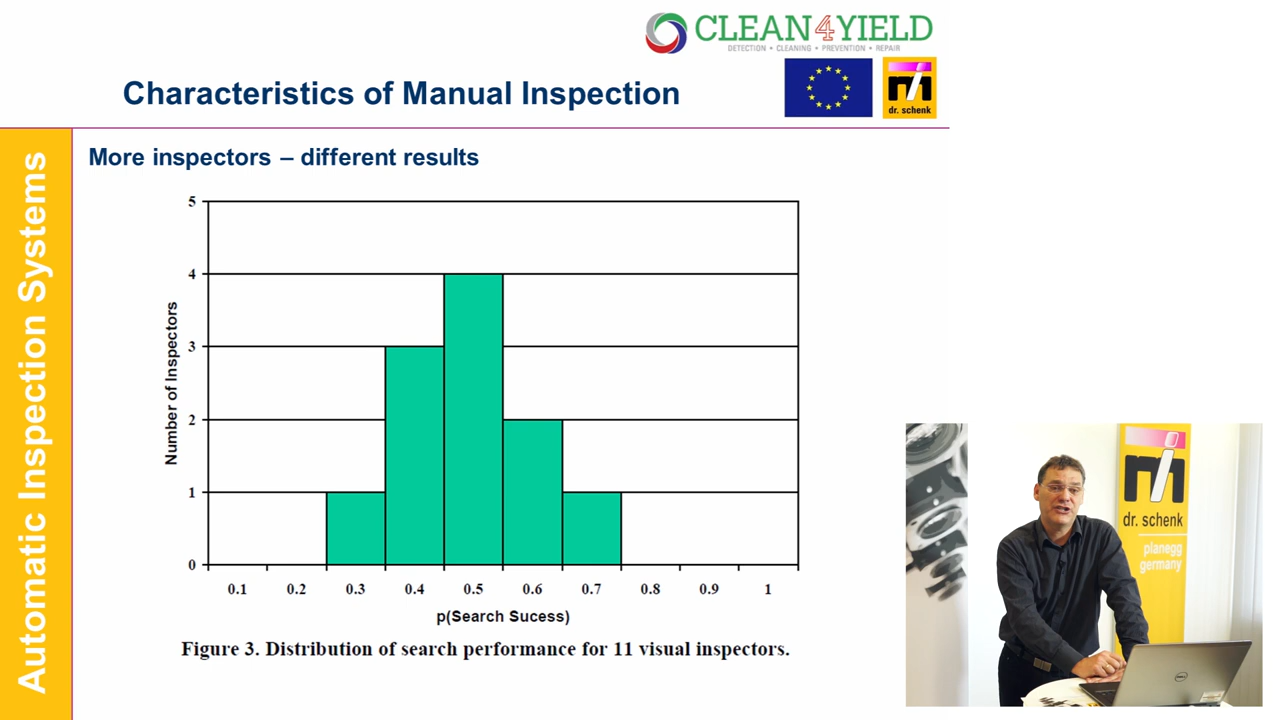 CLEAN4YIELD
DETECTION • CLEANING • PREVENTION • REPAIR
Characteristics of Manual Inspection
dr. schenk
Automatic Inspection Systems
More inspectors – different results
5
4
3
2
1
0
Number of Inspectors
0.1 0.2 0.3 0.4 0.5 0.6 0.7 0.8 0.9 1
p(Search Sucess)
Figure 3. Distribution of search performance for 11 visual inspectors.
dr. schenk
planegg
germany
DELL